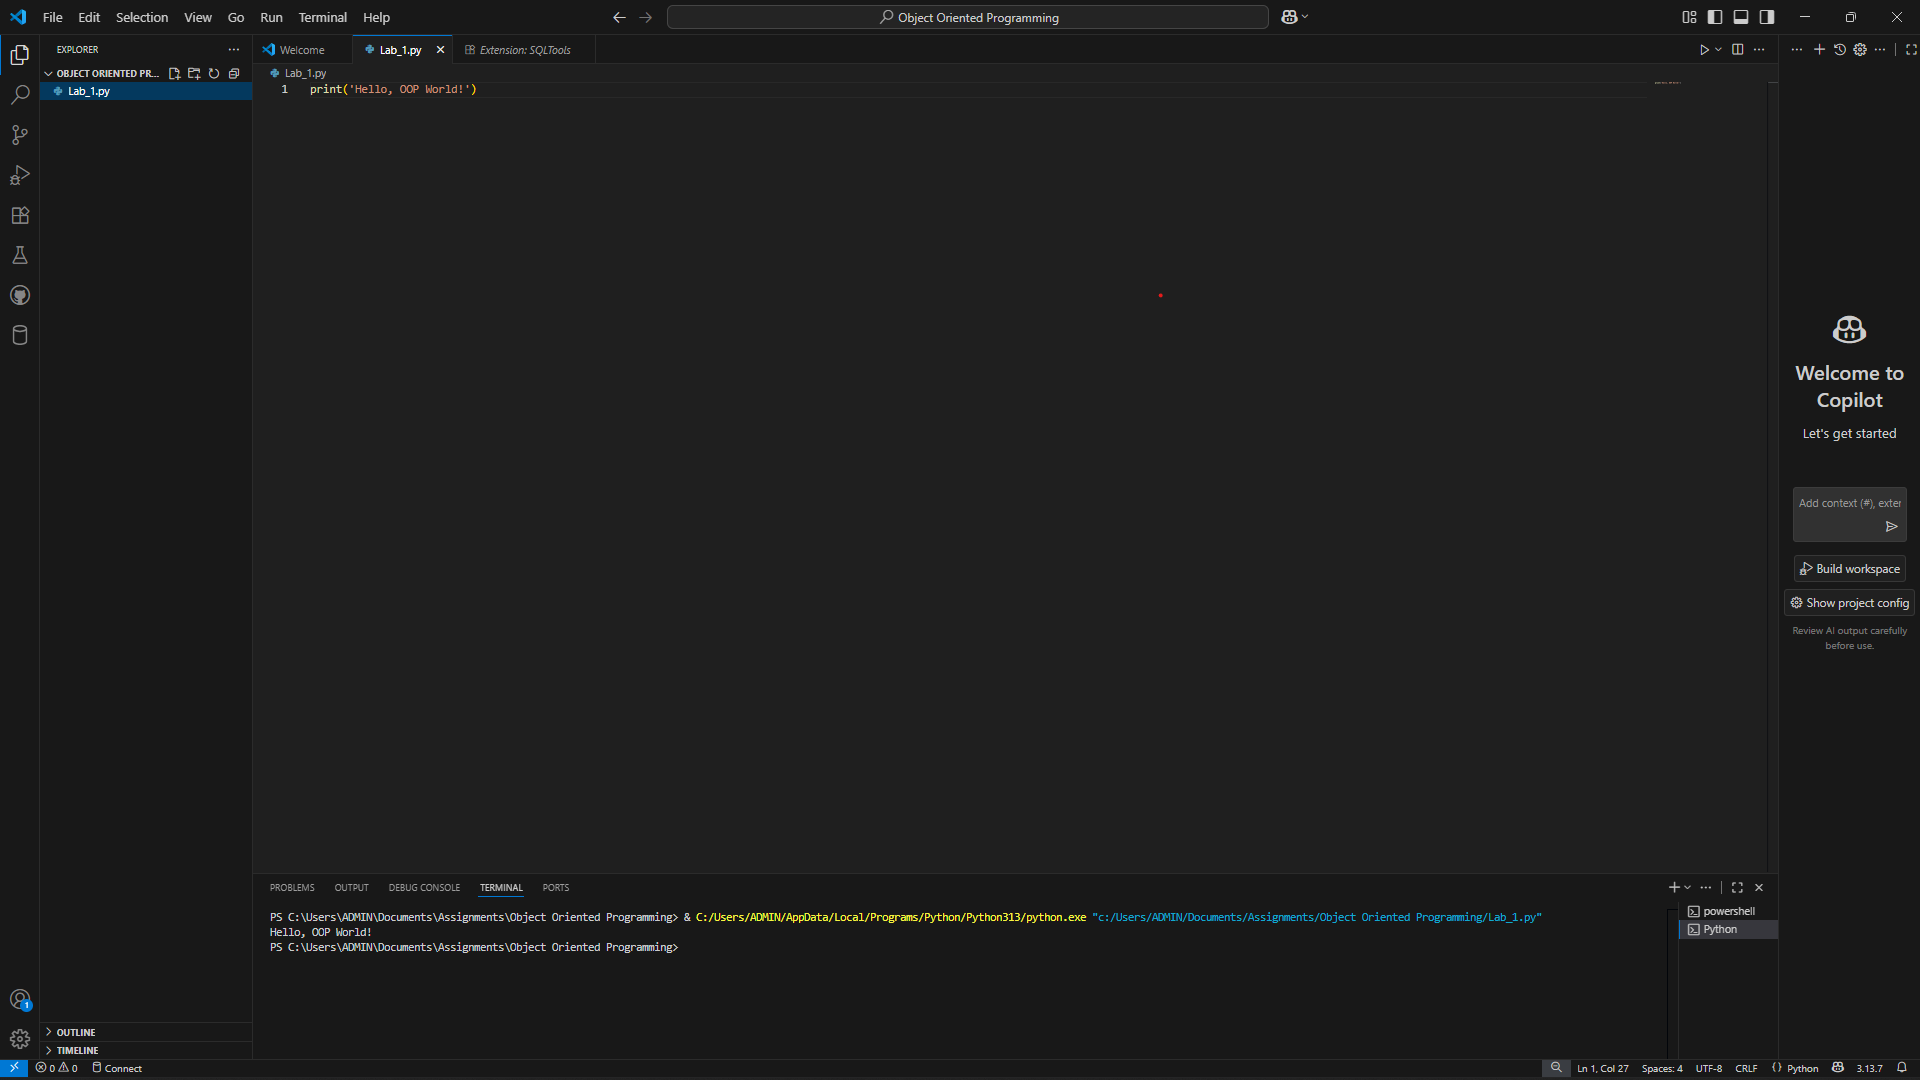 File Edit Selection View Go Run Terminal Help
Object Oriented Programming
EXPLORER
OBJECT ORIENTED PR...
Lab_1.py
Welcome
Lab_1.py
Extension: SQLTools
Lab_1.py
1 print('Hello, OOP World!')
Welcome to
Copilot
Let's get started
Add context (#), exter
Build workspace
Show project config
Review AI output carefully
before use.
PROBLEMS OUTPUT DEBUG CONSOLE TERMINAL PORTS
PS C:\Users\ADMIN\Documents\Assignments\Object Oriented Programming> & C:/Users/ADMIN/AppData/Local/Programs/Python/Python313/python.exe "c:/Users/ADMIN/Documents/Assignments/Object Oriented Programming/Lab_1.py"
Hello, OOP World!
PS C:\Users\ADMIN\Documents\Assignments\Object Oriented Programming>
powershell
Python
1
OUTLINE
TIMELINE
0 0 Connect
Ln 1, Col 27 Spaces: 4 UTF-8 CRLF {} Python 3.13.7